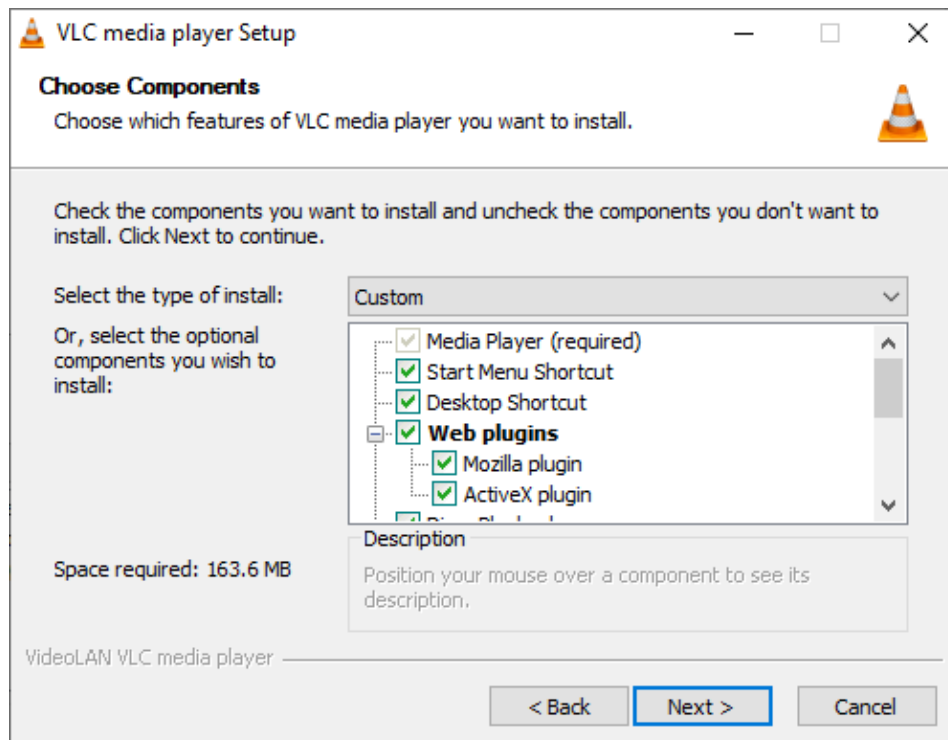 VLC media player Setup
Choose Components
Choose which features of VLC media player you want to install.
Check the components you want to install and uncheck the components you don't want to
install. Click Next to continue.
Select the type of install:
Custom
Or, select the optional
components you wish to
install:
Media Player (required)
Start Menu Shortcut
Desktop Shortcut
Web plugins
Mozilla plugin
ActiveX plugin
Space required: 163.6 MB
Description
Position your mouse over a component to see its
description.
VideoLAN VLC media player
< Back
Next >
Cancel